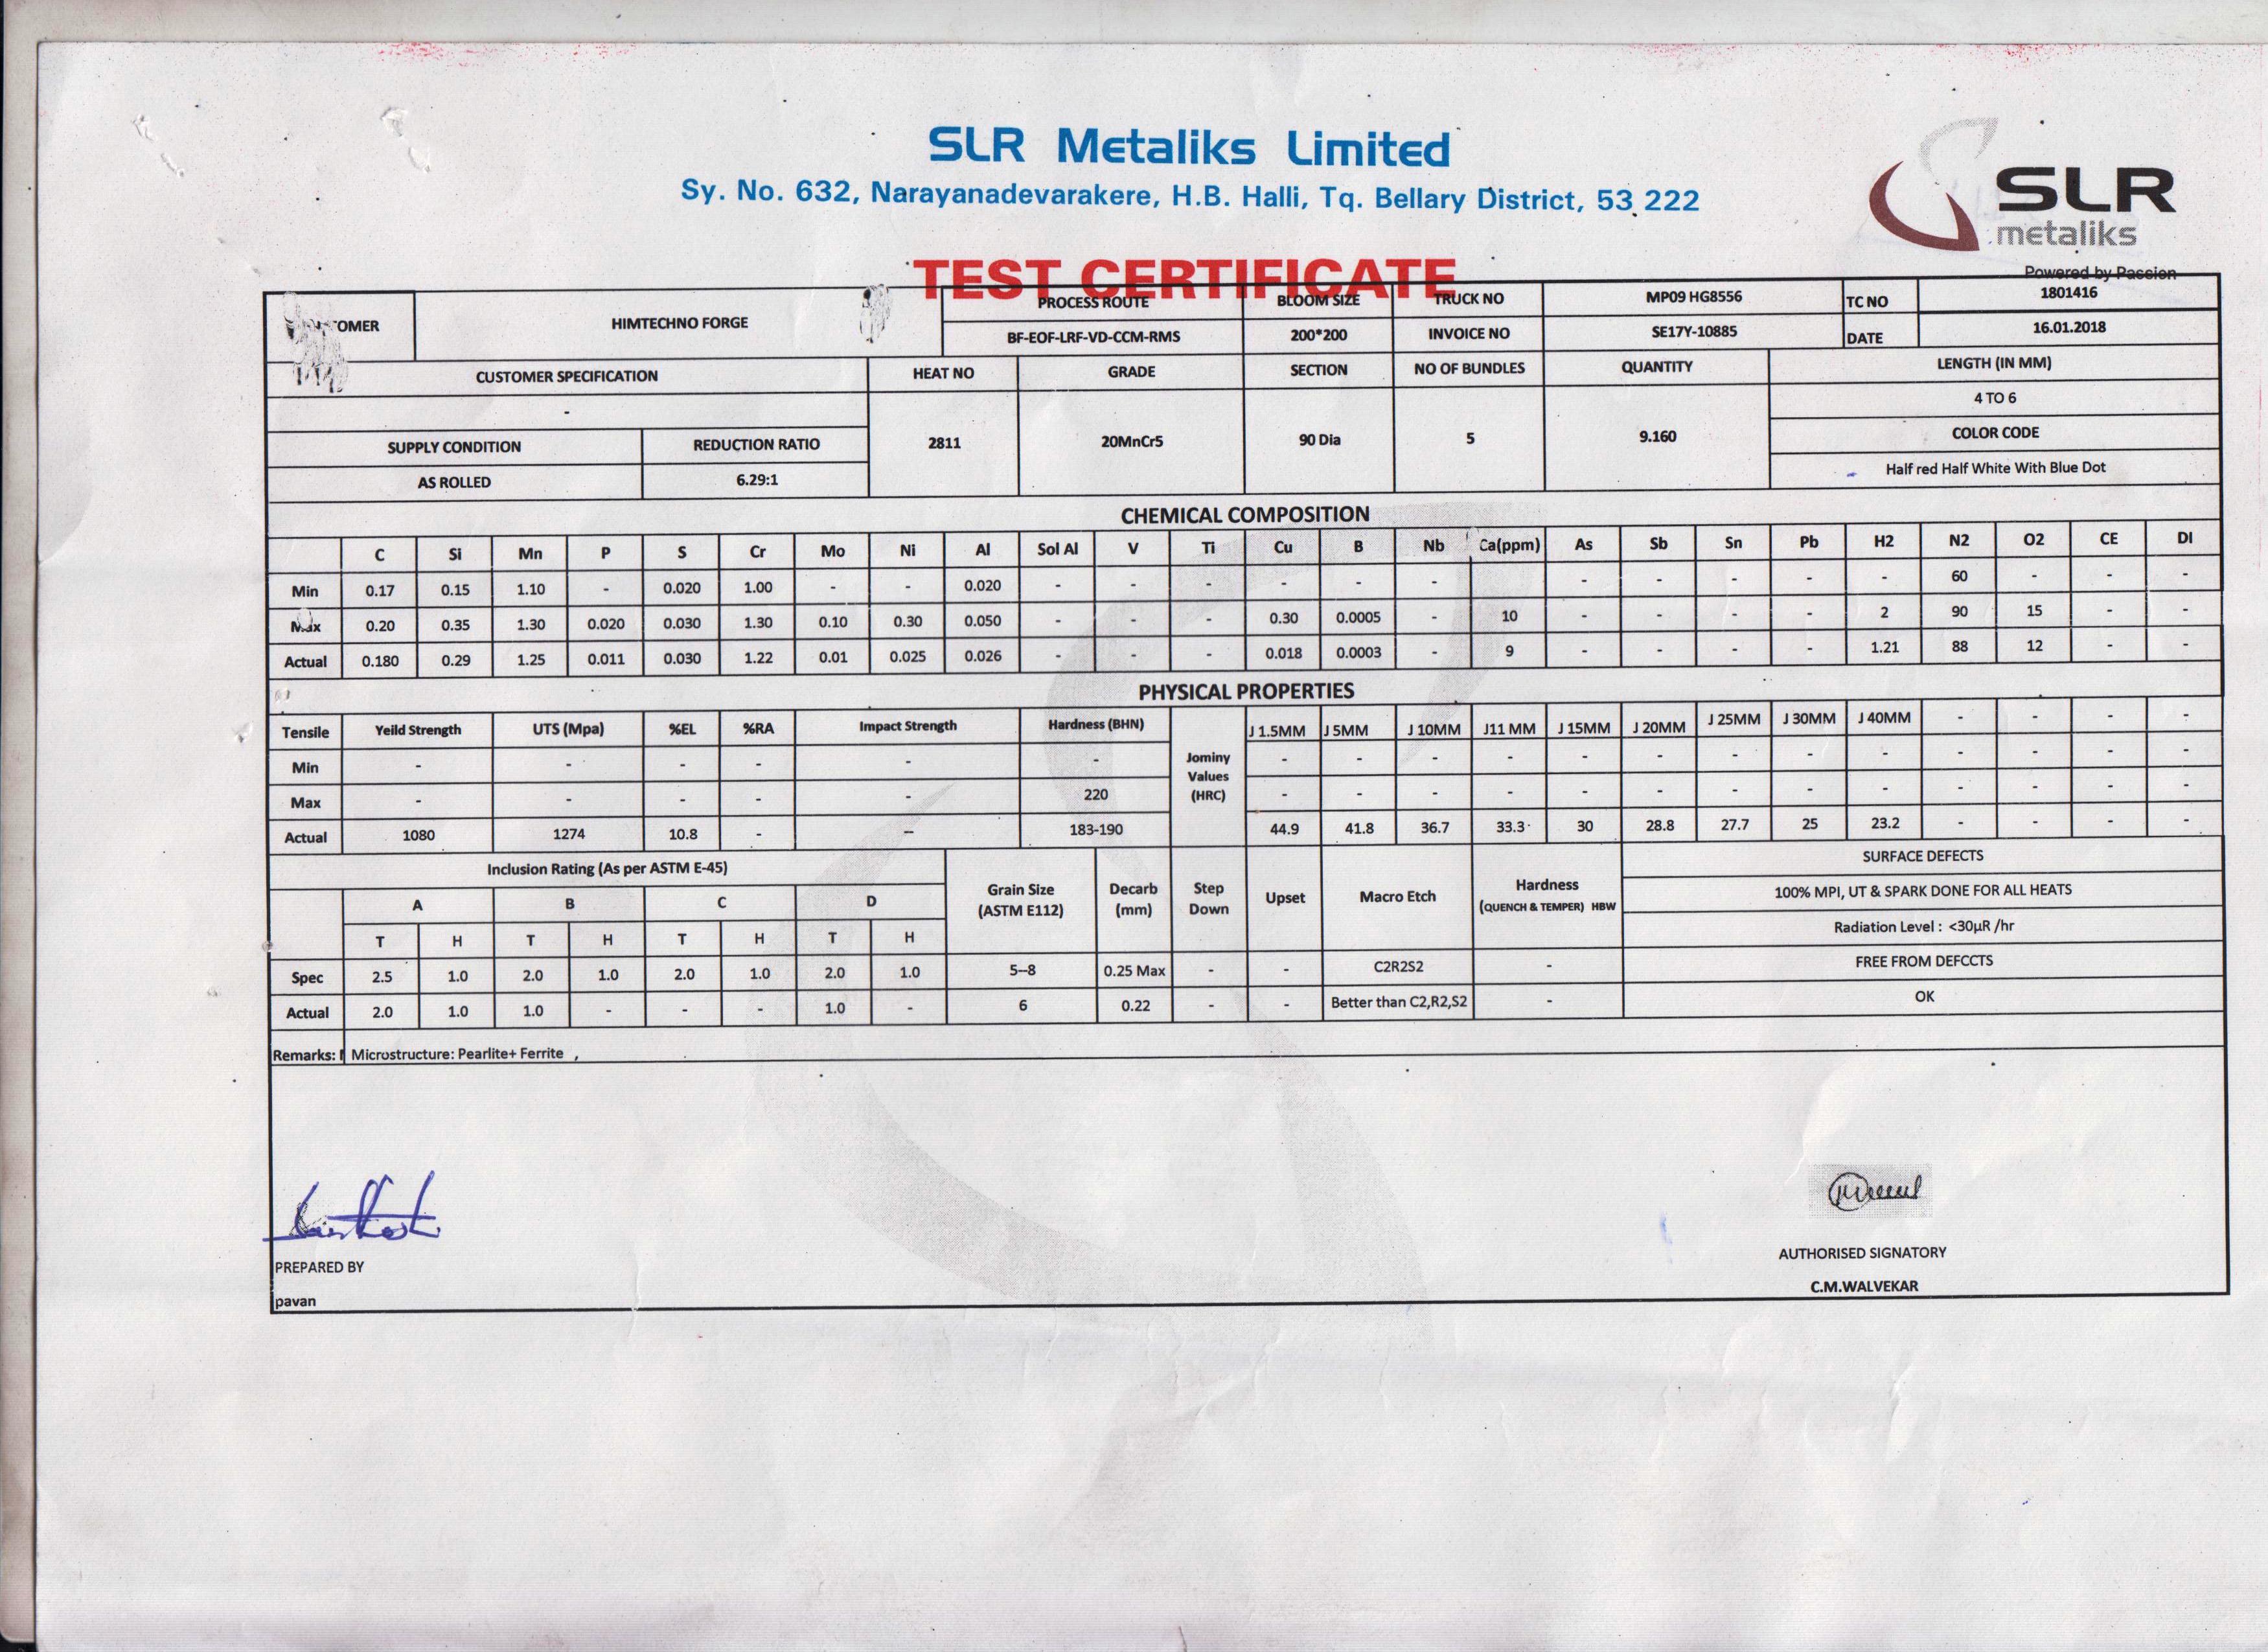 SLR Metaliks Limited
Sy. No. 632, Narayanadevarakere, H.B. Halli, Tq. Bellary District, 53 222
SLR
metaliks
Powered by Passion
TEST CERTIFICATE
HIMTECHNO FORGE PROCESS ROUTE BLOOM SIZE TRUCK NO MP09 HG8556 TC NO 1801416
BF-EOF-LRF-VD-CCM-RMS 200*200 INVOICE NO SE17Y-10885 DATE 16.01.2018
CUSTOMER SPECIFICATION HEAT NO GRADE SECTION NO OF BUNDLES QUANTITY LENGTH (IN MM)
- 4 TO 6
SUPPLY CONDITION REDUCTION RATIO 2811 20MnCr5 90 Dia 5 9.160 COLOR CODE
AS ROLLED 6.29:1 Half red Half White With Blue Dot
CHEMICAL COMPOSITION
C Si Mn P S Cr Mo Ni Al Sol Al V Ti Cu B Nb Ca(ppm) As Sb Sn Pb H2 N2 O2 CE DI
Min 0.17 0.15 1.10 - 0.020 1.00 - - 0.020 - - - - - - - - - - - 60 - - -
Max 0.20 0.35 1.30 0.020 0.030 1.30 0.10 0.30 0.050 - - - 0.30 0.0005 - 10 - - - - 2 90 15 - -
Actual 0.180 0.29 1.25 0.011 0.030 1.22 0.01 0.025 0.026 - - - 0.018 0.0003 - 9 - - - - 1.21 88 12 - -
PHYSICAL PROPERTIES
Tensile Yeild Strength UTS (Mpa) %EL %RA Impact Strength Hardness (BHN) Jominy Values (HRC) J 1.5MM J 5MM J 10MM J11 MM J 15MM J 20MM J 25MM J 30MM J 40MM - - - -
Min - - - - - - - - - - - - - - - - - - -
Max - - - - - 220 - - - - - - - - - - - - -
Actual 1080 1274 10.8 - -- 183-190 44.9 41.8 36.7 33.3 30 28.8 27.7 25 23.2 - - - -
Inclusion Rating (As per ASTM E-45) Grain Size (ASTM E112) Decarb (mm) Step Down Upset Macro Etch Hardness (QUENCH & TEMPER) HBW SURFACE DEFECTS
A B C D 100% MPI, UT & SPARK DONE FOR ALL HEATS
T H T H T H T H Radiation Level : <30µR /hr
Spec 2.5 1.0 2.0 1.0 2.0 1.0 2.0 1.0 5--8 0.25 Max - - C2R2S2 - FREE FROM DEFCCTS
Actual 2.0 1.0 1.0 - - - 1.0 - 6 0.22 - - Better than C2,R2,S2 - OK
Remarks: Microstructure: Pearlite+ Ferrite ,
PREPARED BY
pavan
AUTHORISED SIGNATORY
C.M.WALVEKAR